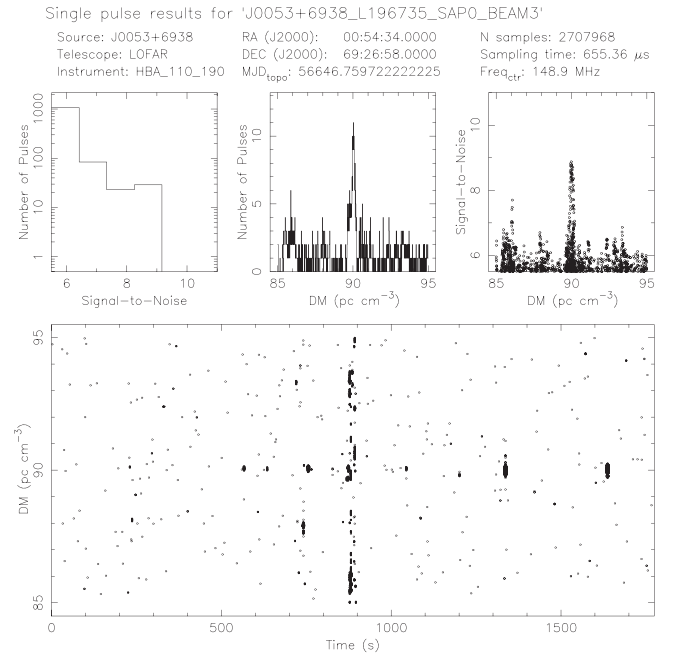 Single pulse results for 'J0053+6938_L196735_SAP0_BEAM3'
Source: J0053+6938 RA (J2000): 00:54:34.0000 N samples: 2707968
Telescope: LOFAR DEC (J2000): 69:26:58.0000 Sampling time: 655.36 μs
Instrument: HBA_110_190 MJD_topo: 56646.759722222225 Freq_ctr: 148.9 MHz
Number of Pulses
1000
100
10
1
6 8 10
Signal-to-Noise
Number of Pulses
10
5
0
85 90 95
DM (pc cm⁻³)
Signal-to-Noise
10
8
6
85 90 95
DM (pc cm⁻³)
DM (pc cm⁻³)
95
90
85
0 500 1000 1500
Time (s)